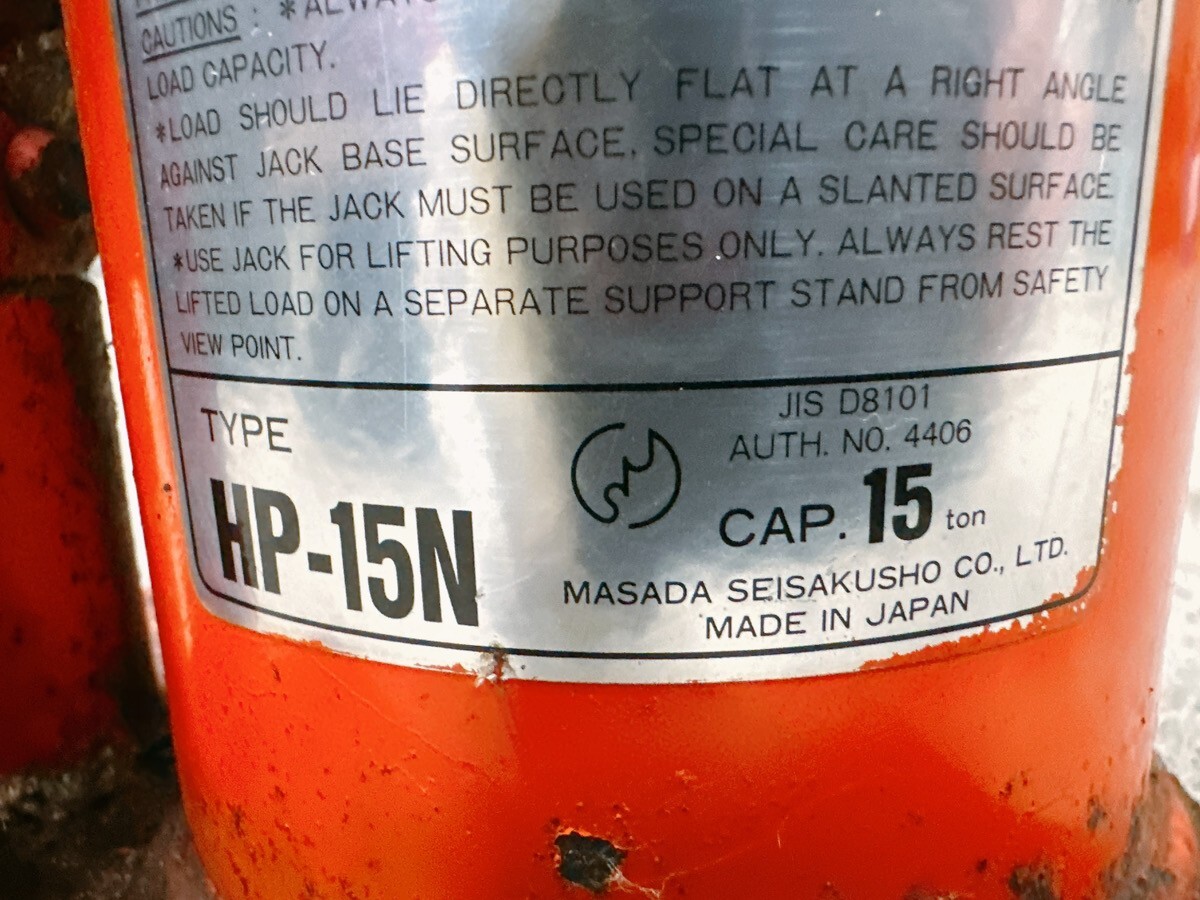 CAUTIONS : *ALWAYS
LOAD CAPACITY.
*LOAD SHOULD LIE DIRECTLY FLAT AT A RIGHT ANGLE
AGAINST JACK BASE SURFACE. SPECIAL CARE SHOULD BE
TAKEN IF THE JACK MUST BE USED ON A SLANTED SURFACE
*USE JACK FOR LIFTING PURPOSES ONLY. ALWAYS REST THE
LIFTED LOAD ON A SEPARATE SUPPORT STAND FROM SAFETY
VIEW POINT.
TYPE
HP-15N
JIS D8101
AUTH. NO. 4406
CAP. 15 ton
MASADA SEISAKUSHO CO., LTD.
MADE IN JAPAN